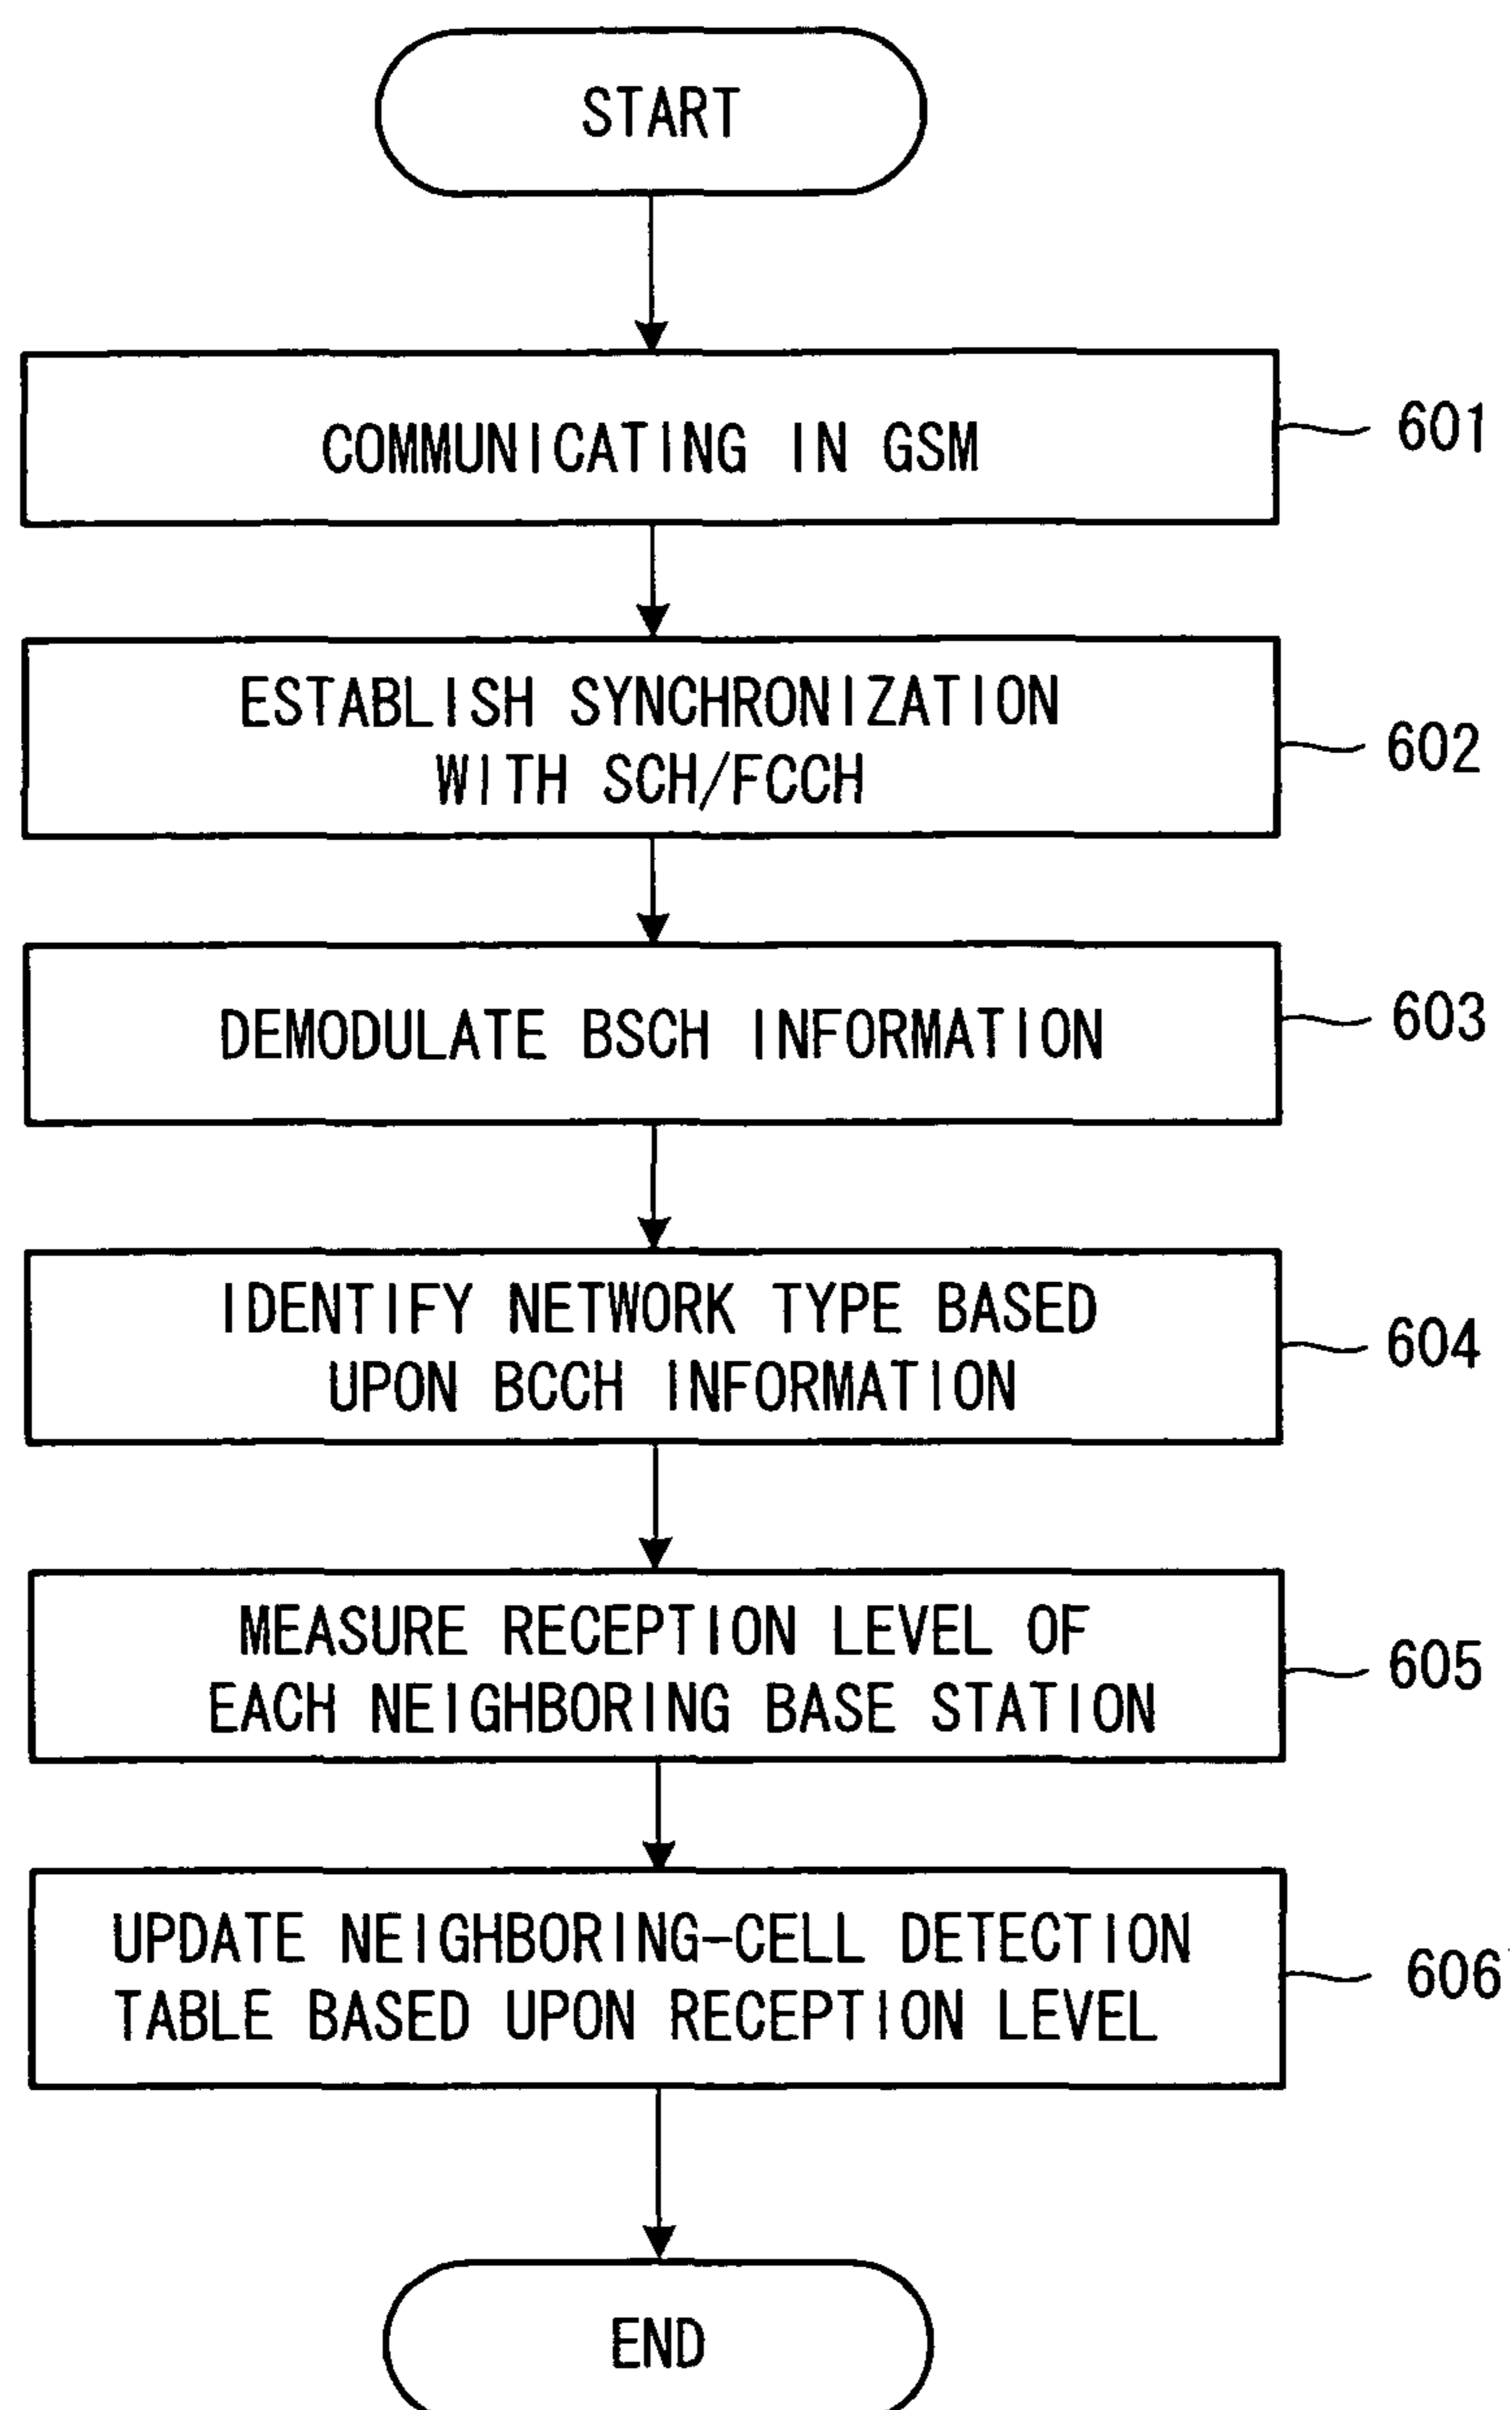 START
COMMUNICATING IN GSM
601
ESTABLISH SYNCHRONIZATION
WITH SCH/FCCH
602
DEMODULATE BSCH INFORMATION
603
IDENTIFY NETWORK TYPE BASED
UPON BCCH INFORMATION
604
MEASURE RECEPTION LEVEL OF
EACH NEIGHBORING BASE STATION
605
UPDATE NEIGHBORING-CELL DETECTION
TABLE BASED UPON RECEPTION LEVEL
606
END